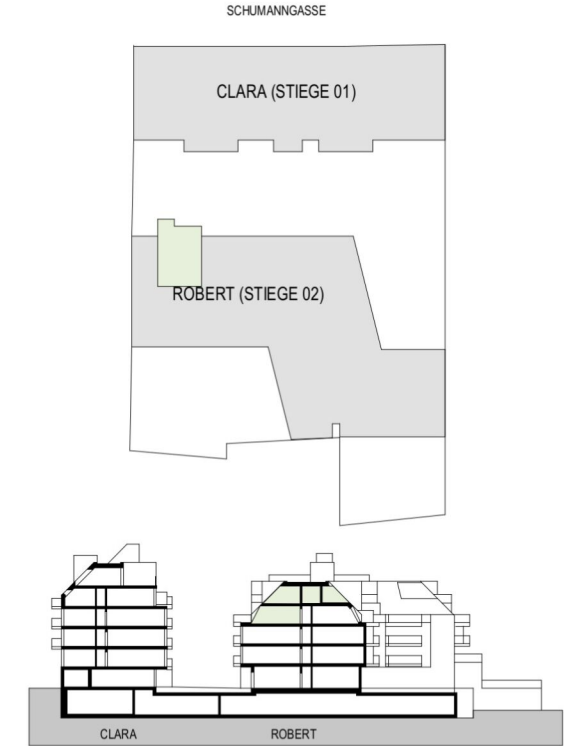 SCHUMANNGASSE
CLARA (STIEGE 01)
ROBERT (STIEGE 02)
CLARA
ROBERT